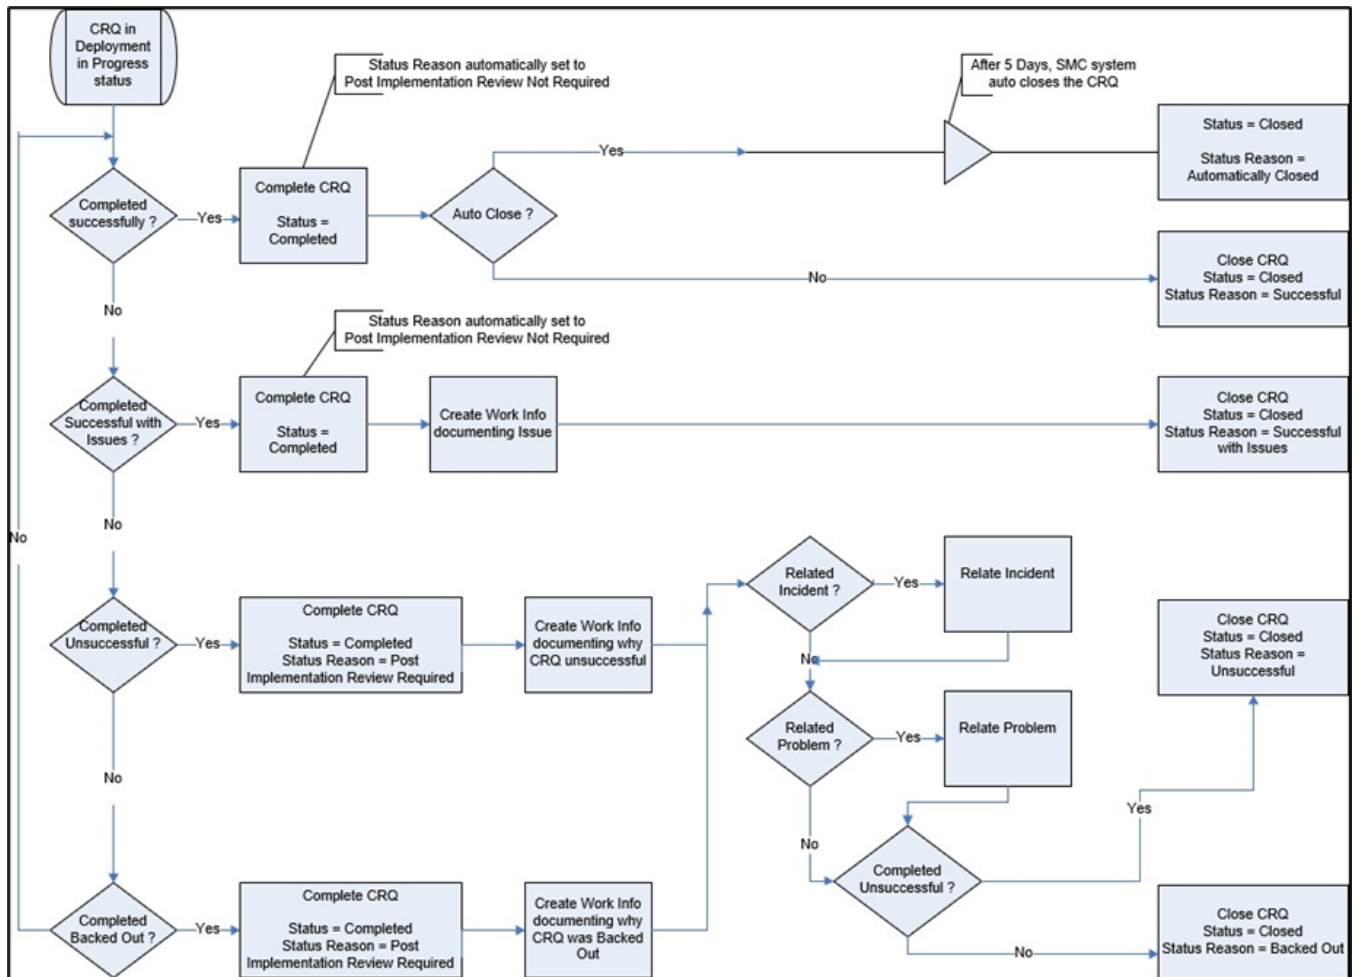 CRQ in
Deployment
in Progress
status
Status Reason automatically set to
Post Implementation Review Not Required
After 5 Days, SMC system
auto closes the CRQ
Completed
successfully ?
Yes
Complete CRQ
Status =
Completed
Auto Close ?
Yes
Status = Closed
Status Reason =
Automatically Closed
No
Close CRQ
Status = Closed
Status Reason = Successful
No
Status Reason automatically set to
Post Implementation Review Not Required
Completed
Successful with
Issues ?
Yes
Complete CRQ
Status =
Completed
Create Work Info
documenting Issue
Close CRQ
Status = Closed
Status Reason = Successful
with Issues
No
No
Completed
Unsuccessful ?
Yes
Complete CRQ
Status = Completed
Status Reason = Post
Implementation Review Required
Create Work Info
documenting why
CRQ unsuccessful
Related
Incident ?
Yes
Relate Incident
No
Related
Problem ?
Yes
Relate Problem
No
Completed
Unsuccessful ?
Yes
Close CRQ
Status = Closed
Status Reason =
Unsuccessful
No
Completed
Backed Out ?
Yes
Complete CRQ
Status = Completed
Status Reason = Post
Implementation Review Required
Create Work Info
documenting why
CRQ was Backed
Out
No
Close CRQ
Status = Closed
Status Reason = Backed Out